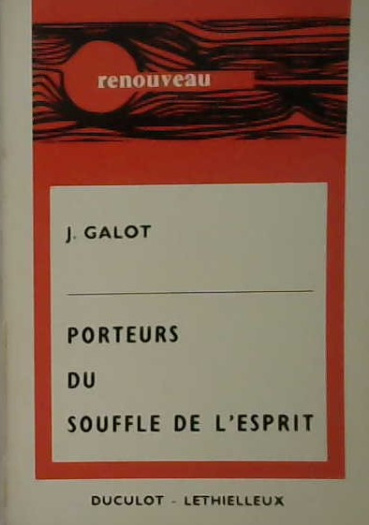 renouveau
J. GALOT
PORTEURS
DU
SOUFFLE DE L'ESPRIT
DUCULOT - LETHIELLEUX